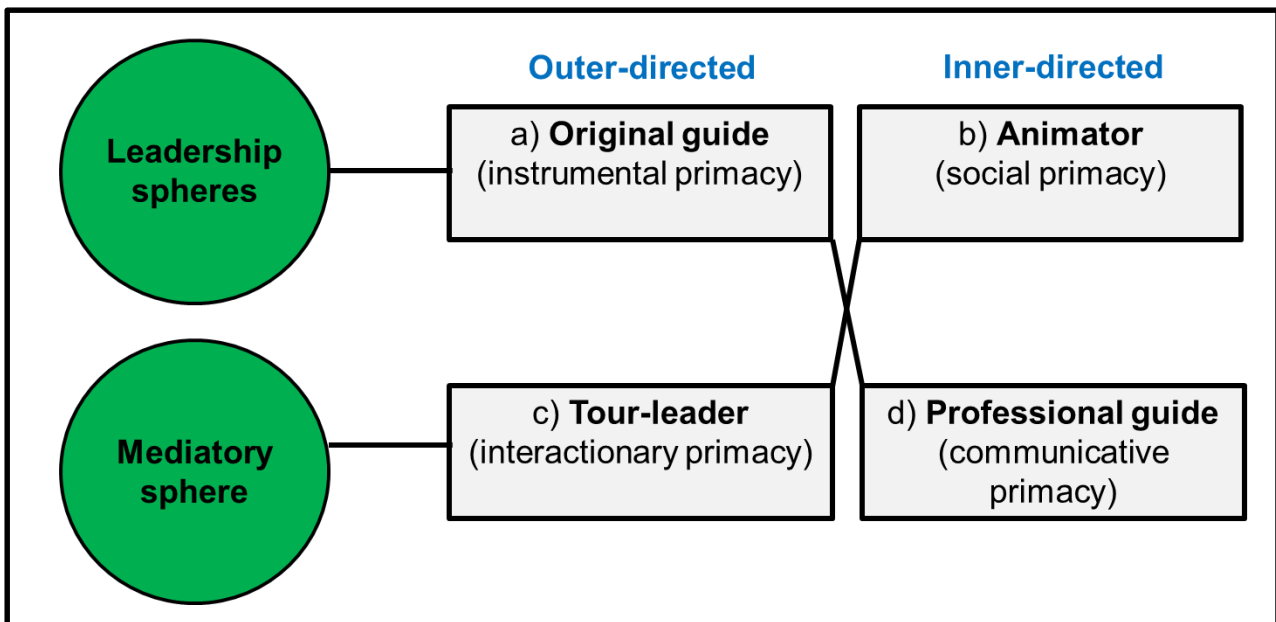 Outer-directed
Inner-directed
Leadership
spheres
a) Original guide
(instrumental primacy)
b) Animator
(social primacy)
Mediatory
sphere
c) Tour-leader
(interactionary primacy)
d) Professional guide
(communicative
primacy)